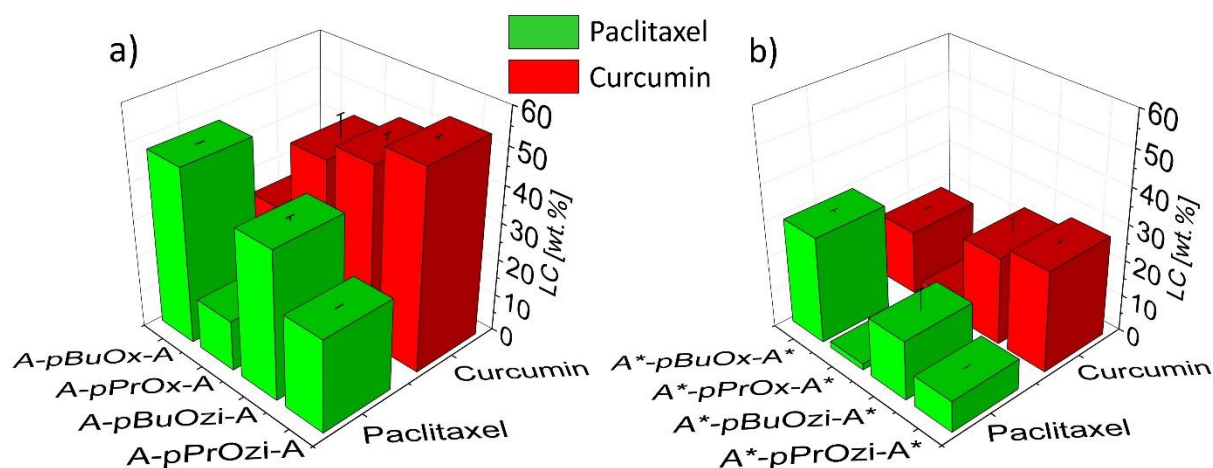 a)
Paclitaxel
Curcumin
b)
60
50
40
30
20
10
0
LC [wt.%]
A-pBuOx-A
A-pPrOx-A
A-pBuOzi-A
A-pPrOzi-A
Paclitaxel
Curcumin
60
50
40
30
20
10
0
LC [wt.%]
A*-pBuOx-A*
A*-pPrOx-A*
A*-pBuOzi-A*
A*-pPrOzi-A*
Paclitaxel
Curcumin